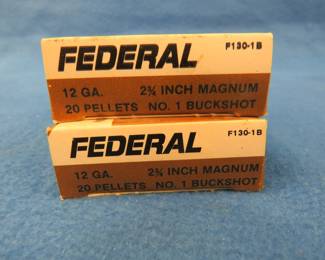 FEDERAL F130-1B
12 GA. 2¾ INCH MAGNUM
20 PELLETS NO. 1 BUCKSHOT
FEDERAL F130-1B
12 GA. 2¾ INCH MAGNUM
20 PELLETS NO. 1 BUCKSHOT